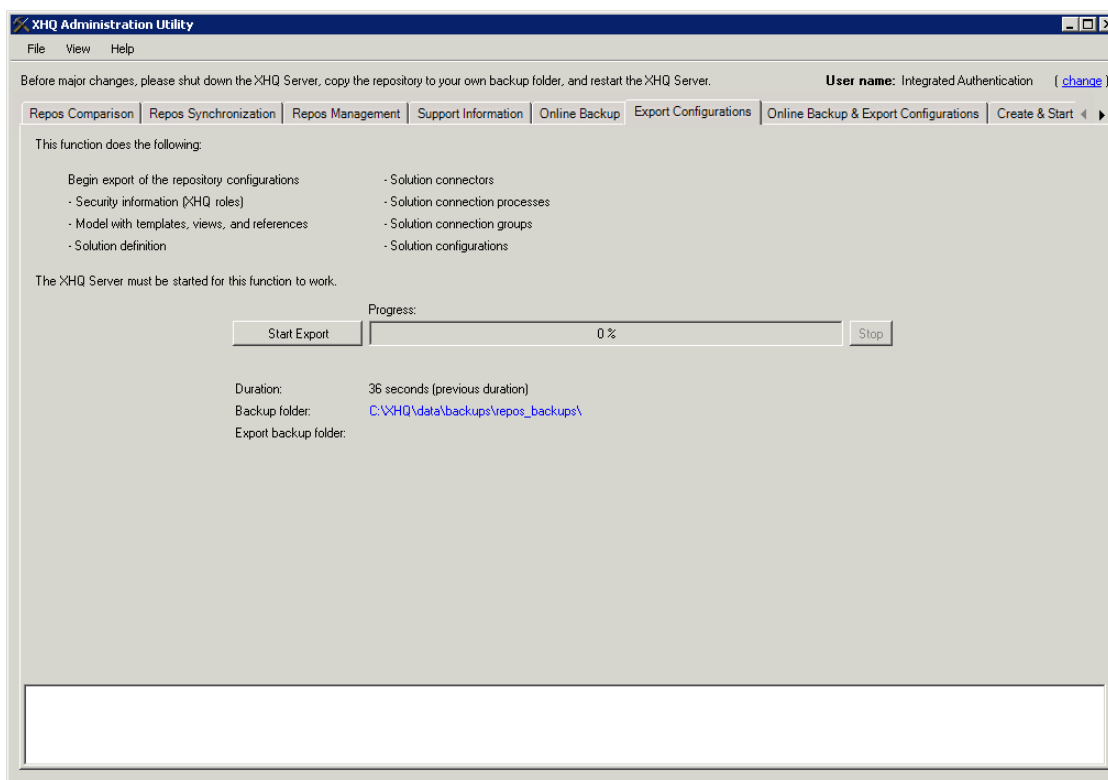 XHQ Administration Utility
File View Help
Before major changes, please shut down the XHQ Server, copy the repository to your own backup folder, and restart the XHQ Server. User name: Integrated Authentication ( change )
Repos Comparison Repos Synchronization Repos Management Support Information Online Backup Export Configurations Online Backup & Export Configurations Create & Start
This function does the following:
Begin export of the repository configurations - Solution connectors
- Security information (XHQ roles) - Solution connection processes
- Model with templates, views, and references - Solution connection groups
- Solution definition - Solution configurations
The XHQ Server must be started for this function to work.
Progress:
Start Export 0 % Stop
Duration: 36 seconds (previous duration)
Backup folder: C:\XHQ\data\backups\repos_backups\
Export backup folder: